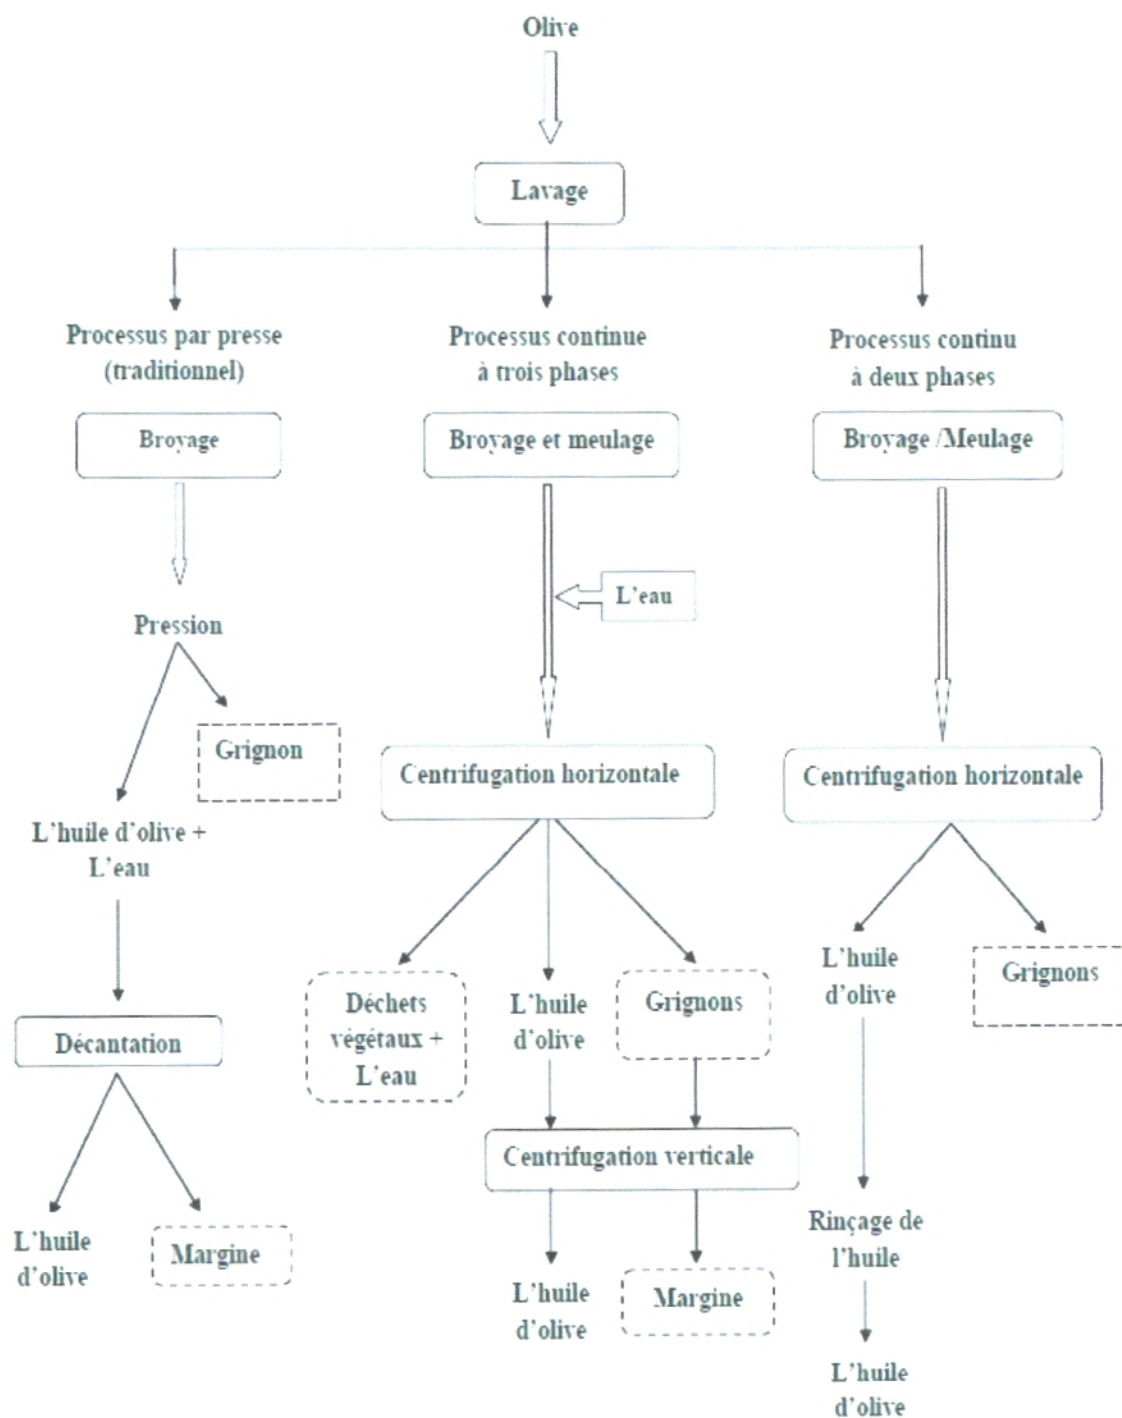 Olive
Lavage
Processus par presse
(traditionnel)
Processus continue
à trois phases
Processus continu
à deux phases
Broyage
Broyage et meulage
Broyage /Meulage
L'eau
Pression
Grignon
Centrifugation horizontale
Centrifugation horizontale
L'huile d'olive +
L'eau
Déchets
végétaux +
L'eau
L'huile
d'olive
Grignons
L'huile
d'olive
Grignons
Décantation
Centrifugation verticale
L'huile
d'olive
Margine
L'huile
d'olive
Margine
Rinçage de
l'huile
L'huile
d'olive